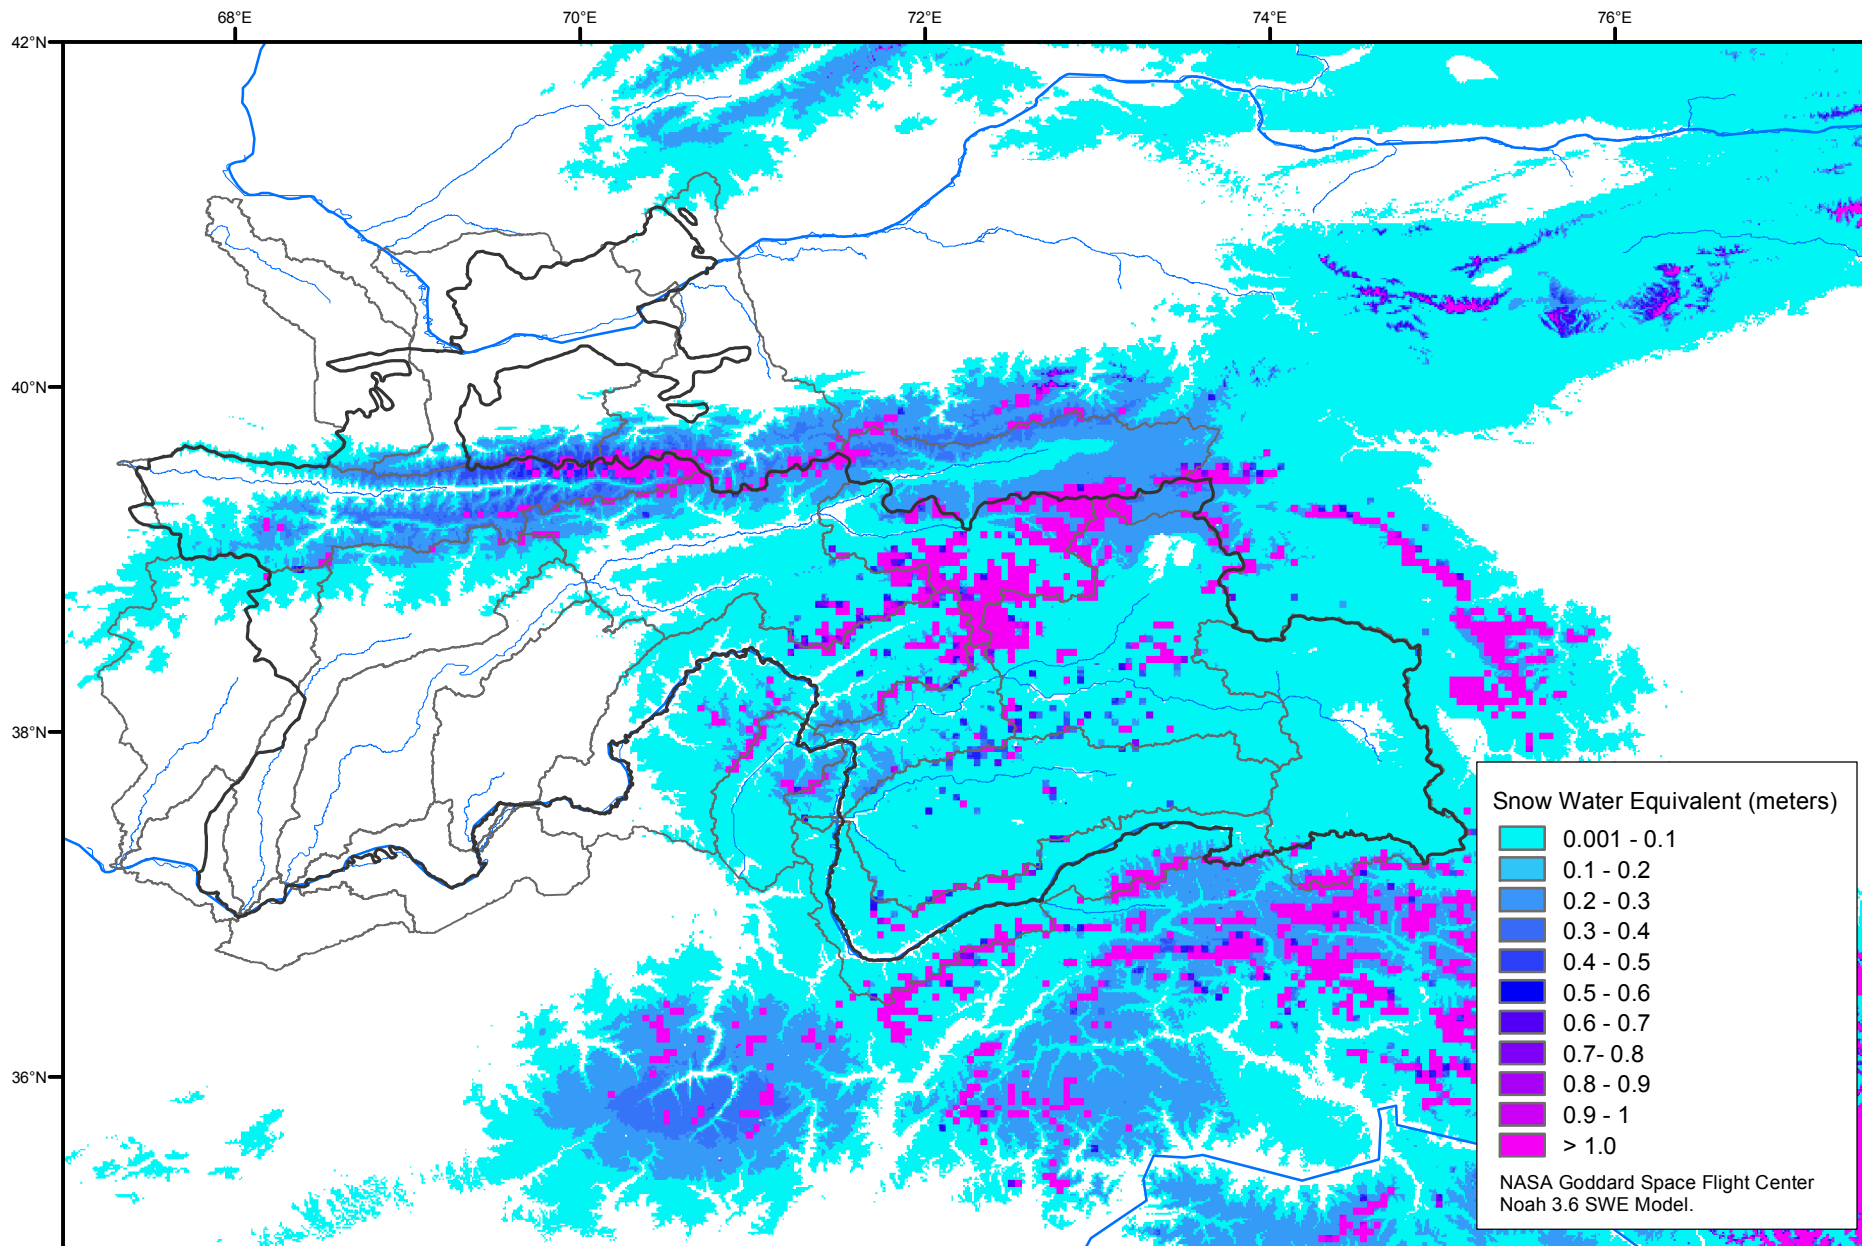 68°E
70°E
72°E
74°E
76°E
42°N
40°N
38°N
36°N
Snow Water Equivalent (meters)
0.001 - 0.1
0.1 - 0.2
0.2 - 0.3
0.3 - 0.4
0.4 - 0.5
0.5 - 0.6
0.6 - 0.7
0.7- 0.8
0.8 - 0.9
0.9 - 1
> 1.0
NASA Goddard Space Flight Center
Noah 3.6 SWE Model.